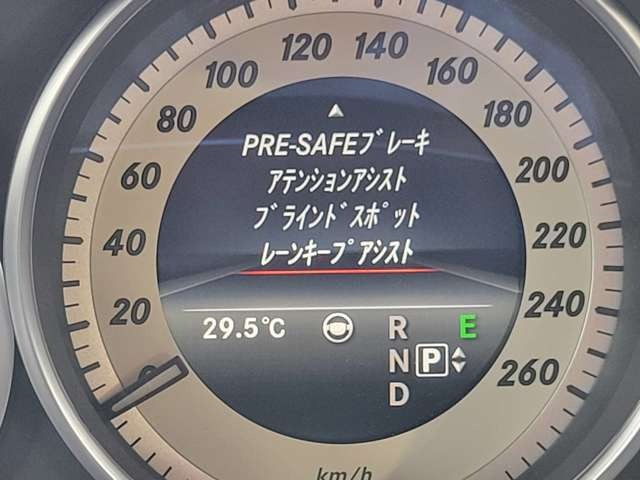 120 140
100 160
80 180
60 200
40 220
20 240
0 260
PRE-SAFEブレーキ
アテンションアシスト
ブラインドスポット
レーンキープアシスト
29.5℃ R E
N P
D
km/h